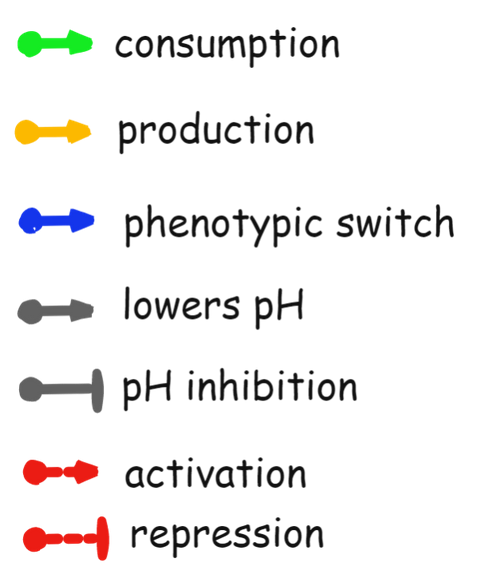 consumption
production
phenotypic switch
lowers pH
pH inhibition
activation
repression